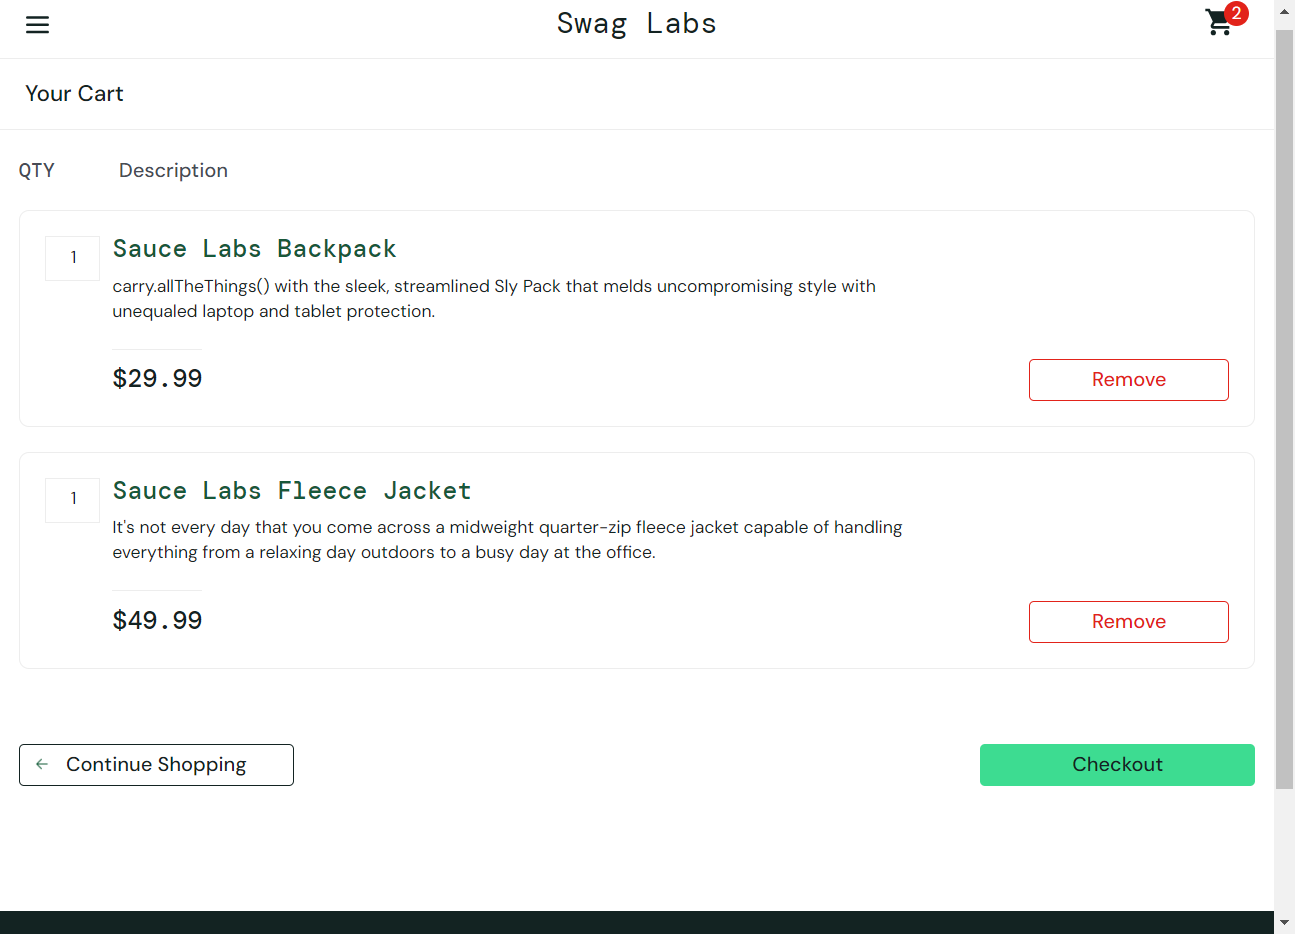 Swag Labs
2
Your Cart
QTY Description
1 Sauce Labs Backpack
carry.allTheThings() with the sleek, streamlined Sly Pack that melds uncompromising style with
unequaled laptop and tablet protection.
$29.99
Remove
1 Sauce Labs Fleece Jacket
It's not every day that you come across a midweight quarter-zip fleece jacket capable of handling
everything from a relaxing day outdoors to a busy day at the office.
$49.99
Remove
Continue Shopping
Checkout